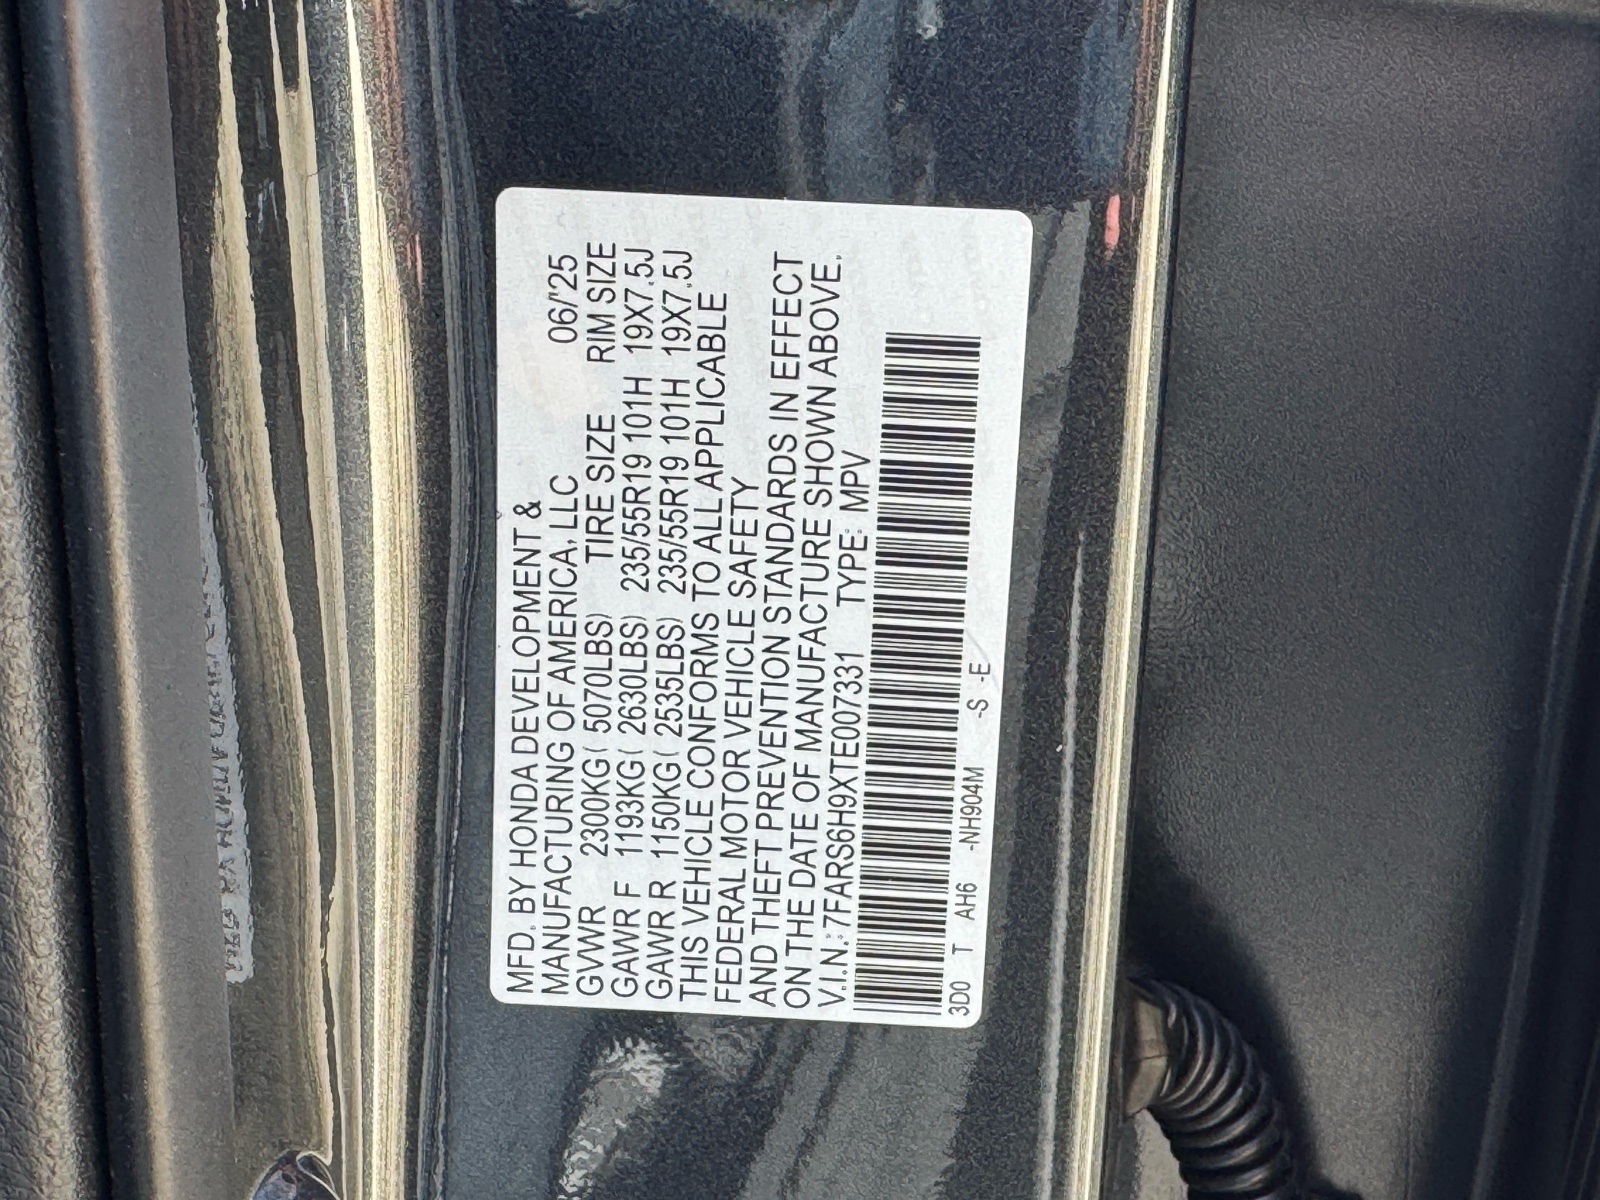 MFD. BY HONDA DEVELOPMENT &
MANUFACTURING OF AMERICA, LLC 06/'25
GVWR 2300KG( 5070LBS) TIRE SIZE RIM SIZE
GAWR F 1193KG( 2630LBS) 235/55R19 101H 19X7.5J
GAWR R 1150KG( 2535LBS) 235/55R19 101H 19X7.5J
THIS VEHICLE CONFORMS TO ALL APPLICABLE
FEDERAL MOTOR VEHICLE SAFETY
AND THEFT PREVENTION STANDARDS IN EFFECT
ON THE DATE OF MANUFACTURE SHOWN ABOVE.
V.I.N.:7FARS6H9XTE007331 TYPE: MPV
3D0 T AH6 -NH904M -S -E